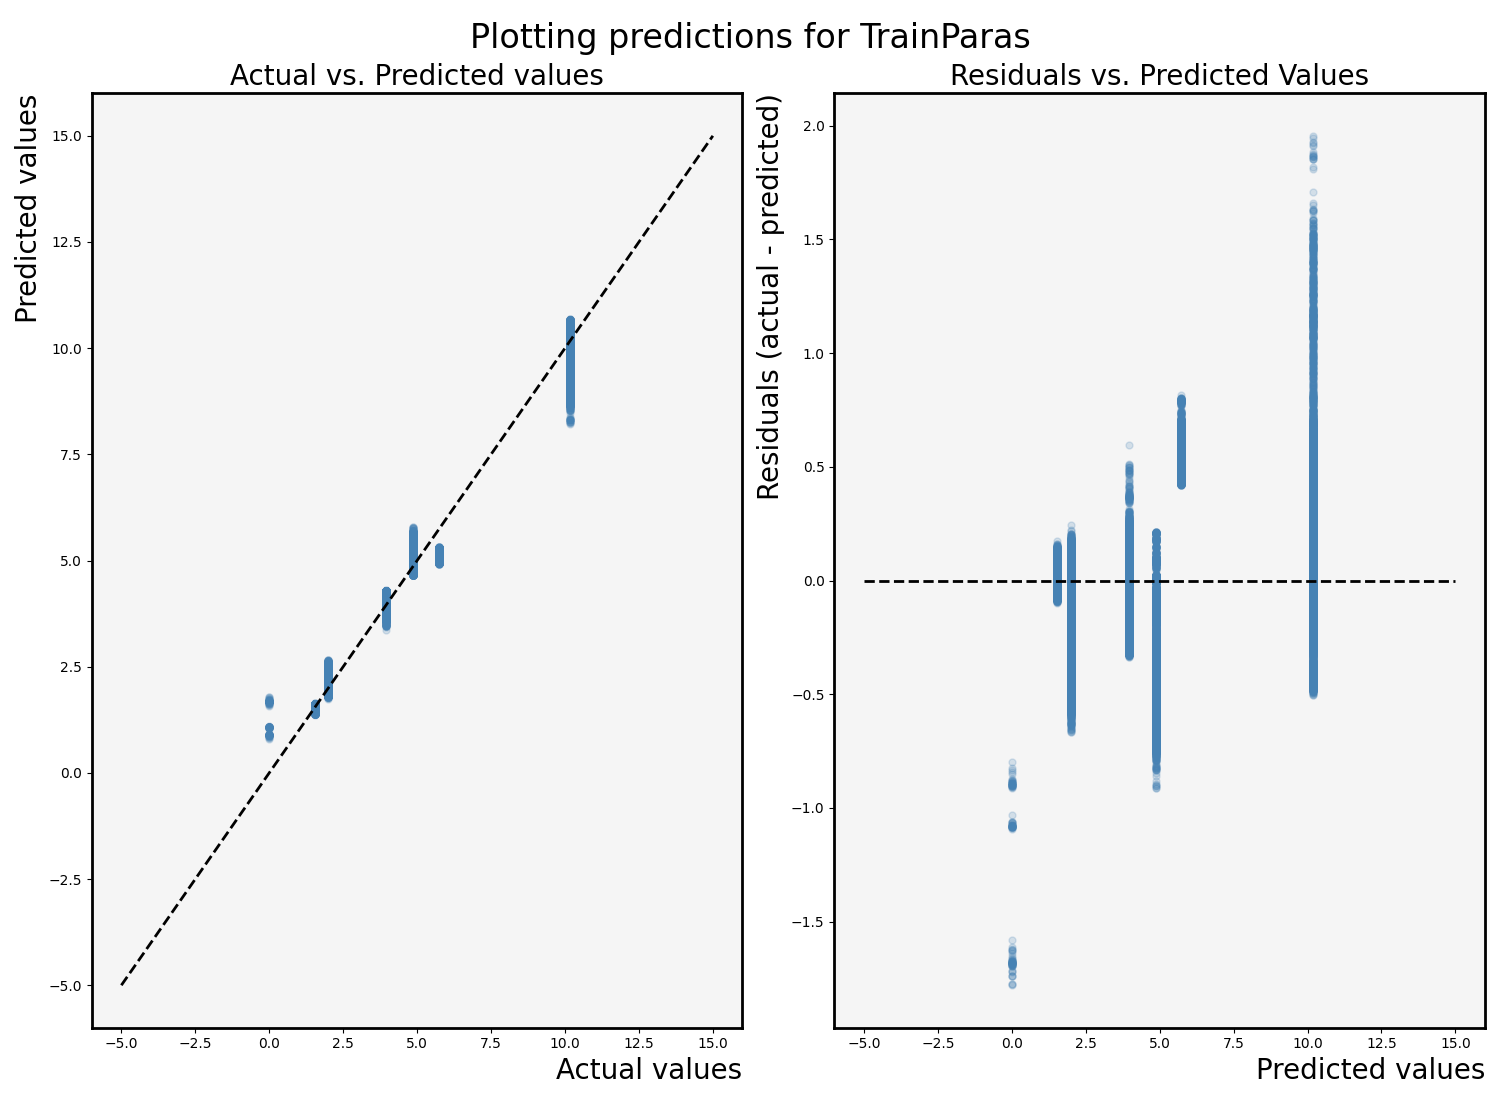 Plotting predictions for TrainParas
Actual vs. Predicted values
Predicted values
15.0
12.5
10.0
7.5
5.0
2.5
0.0
−2.5
−5.0
−5.0 −2.5 0.0 2.5 5.0 7.5 10.0 12.5 15.0
Actual values
Residuals vs. Predicted Values
Residuals (actual - predicted)
2.0
1.5
1.0
0.5
0.0
−0.5
−1.0
−1.5
−5.0 −2.5 0.0 2.5 5.0 7.5 10.0 12.5 15.0
Predicted values